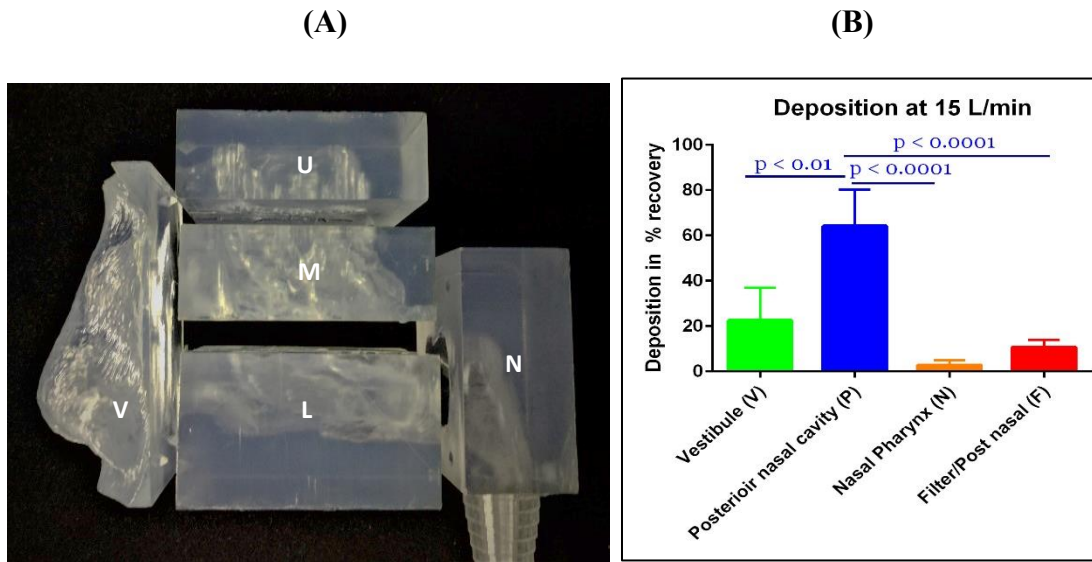 (A)
(B)
U
M
V
L
N
Deposition at 15 L/min
Deposition in % recovery
100
80
60
40
20
0
p < 0.0001
p < 0.01
p < 0.0001
Vestibule (V)
Posterioir nasal cavity (P)
Nasal Pharynx (N)
Filter/Post nasal (F)